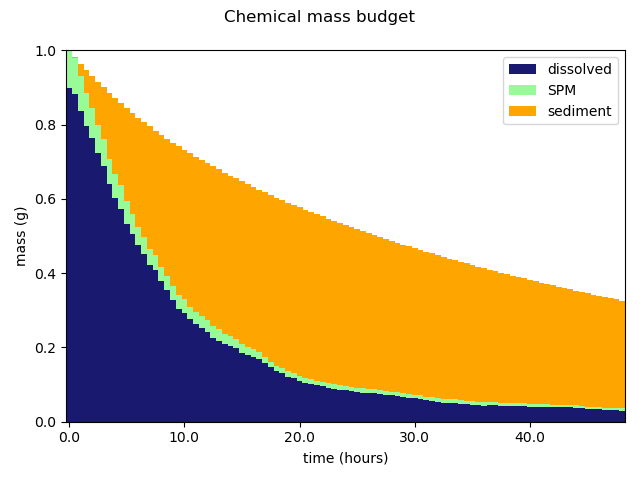 Chemical mass budget
1.0
0.8
0.6
0.4
0.2
0.0
mass (g)
dissolved
SPM
sediment
0.0 10.0 20.0 30.0 40.0
time (hours)